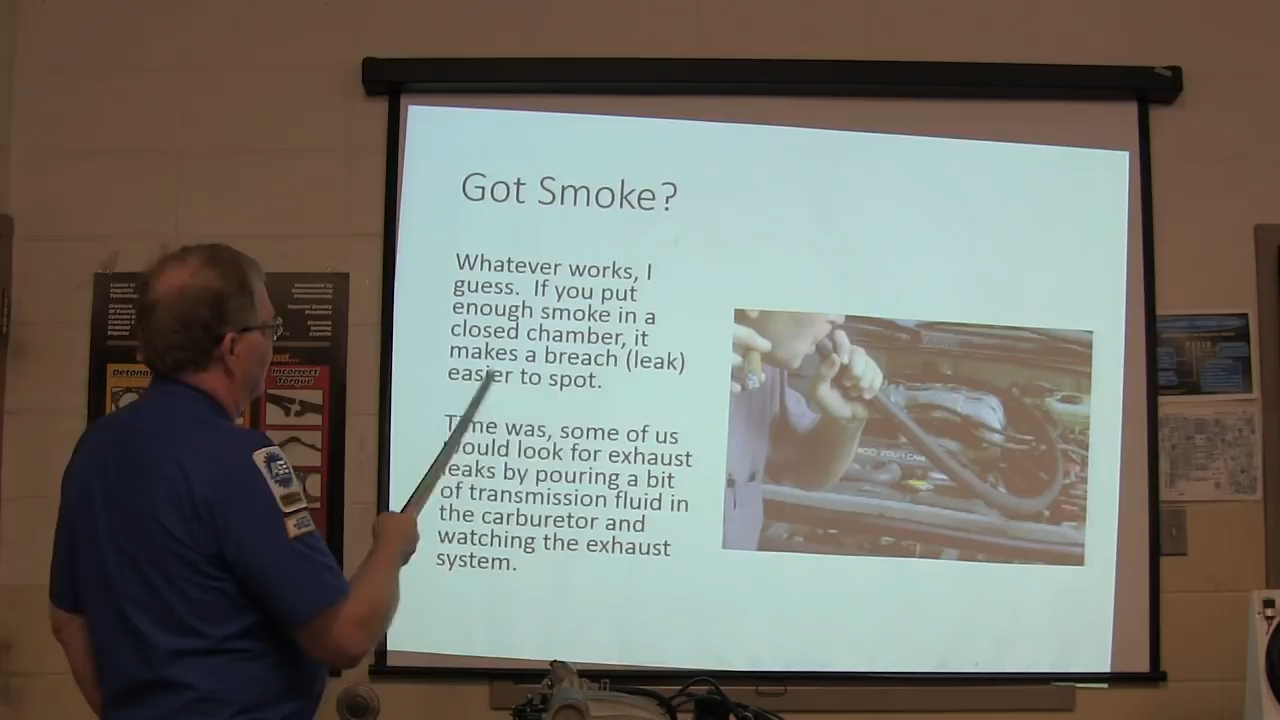 Got Smoke?
Whatever works, I
guess. If you put
enough smoke in a
closed chamber, it
makes a breach (leak)
easier to spot.
Time was, some of us
would look for exhaust
leaks by pouring a bit
of transmission fluid in
the carburetor and
watching the exhaust
system.
Incorrect
Torque